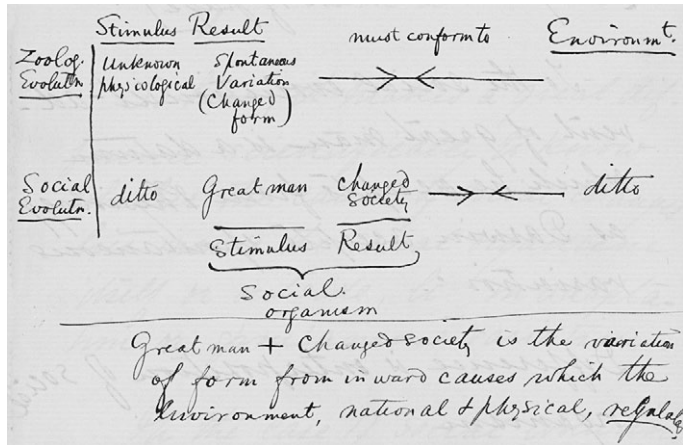 Stimulus Result
must conform to Environmt.
Zoolog. Evolutn
Unknown physiological
Spontaneous Variation (Changed form)
Social Evolutn.
ditto
Great man
Changed Society
ditto
Stimulus Result
Social organism
Great man + Changed society is the variation
of form from inward causes which the
environment, national & physical,